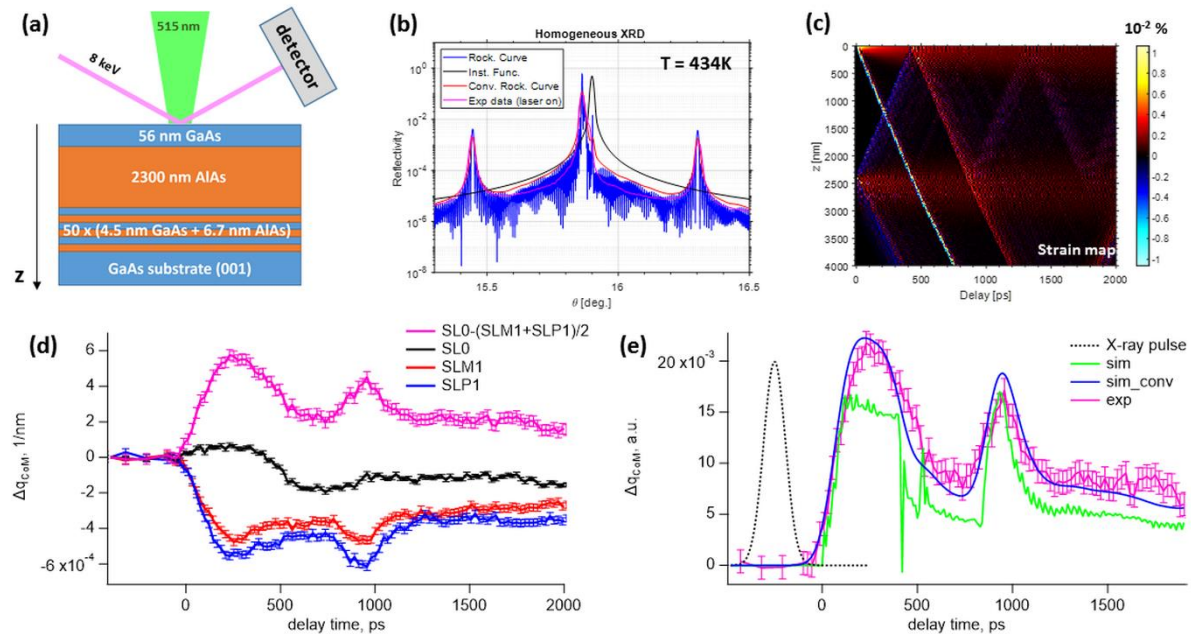 (a)
515 nm
8 keV
detector
56 nm GaAs
2300 nm AlAs
50 x (4.5 nm GaAs + 6.7 nm AlAs)
GaAs substrate (001)
z
(b)
Homogeneous XRD
Rock. Curve
Inst. Func.
Conv. Rock. Curve
Exp data (laser on)
T = 434K
Reflectivity
10^0
10^-2
10^-4
10^-6
10^-8
15.5
16
16.5
θ [deg.]
(c)
10^-2 %
z [nm]
0
500
1000
1500
2000
2500
3000
3500
4000
0
500
1000
1500
2000
Delay [ps]
Strain map
1
0.8
0.6
0.4
0.2
0
-0.2
-0.4
-0.6
-0.8
-1
(d)
SL0-(SLM1+SLP1)/2
SL0
SLM1
SLP1
Δq_CoM, 1/nm
6
4
2
0
-2
-4
-6 x10^-4
0
500
1000
1500
2000
delay time, ps
(e)
X-ray pulse
sim
sim_conv
exp
Δq_CoM, a.u.
20 x10^-3
15
10
5
0
0
500
1000
1500
delay time, ps